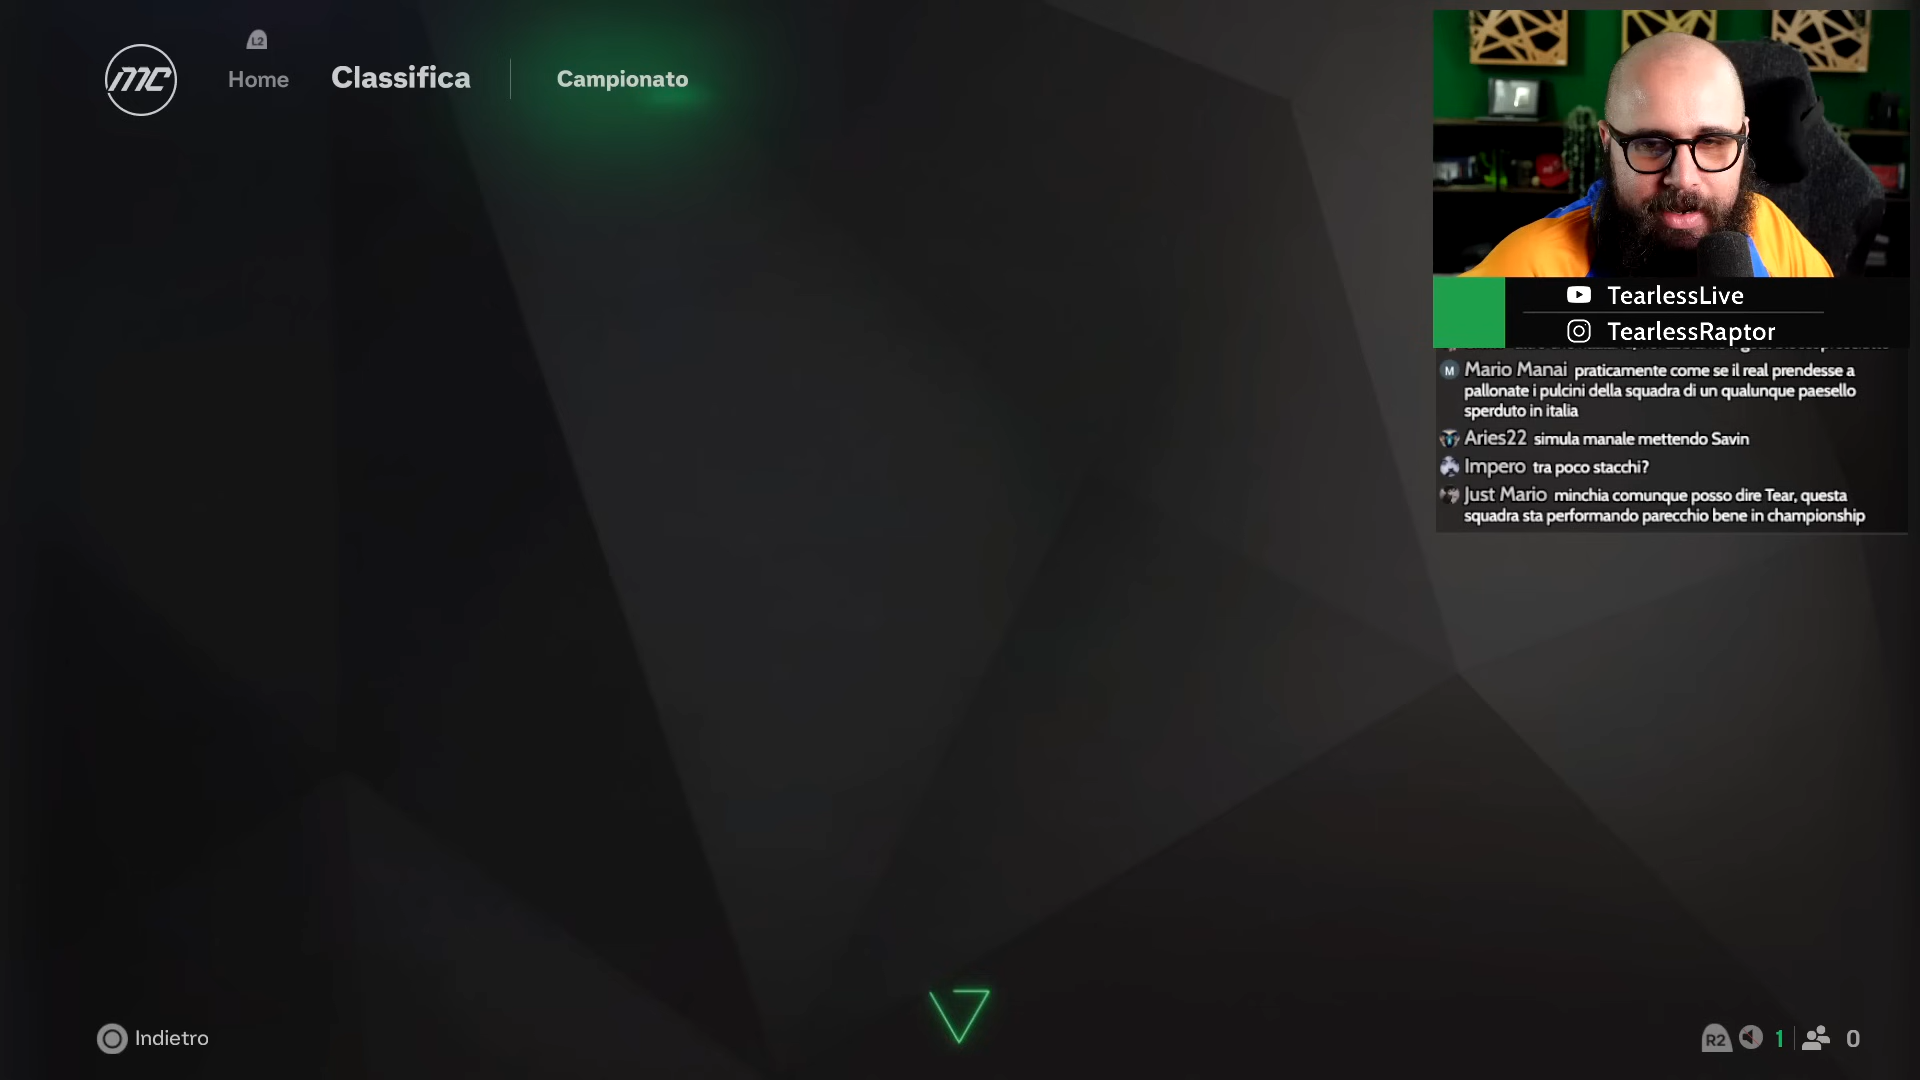 L2
MC Home Classifica Campionato
TearlessLive
TearlessRaptor
M Mario Manai praticamente come se il real prendesse a
pallonate i pulcini della squadra di un qualunque paesello
sperduto in italia
Aries22 simula manale mettendo Savin
Impero tra poco stacchi?
Just Mario minchia comunque posso dire Tear, questa
squadra sta performando parecchio bene in championship
Indietro
R2 1 0